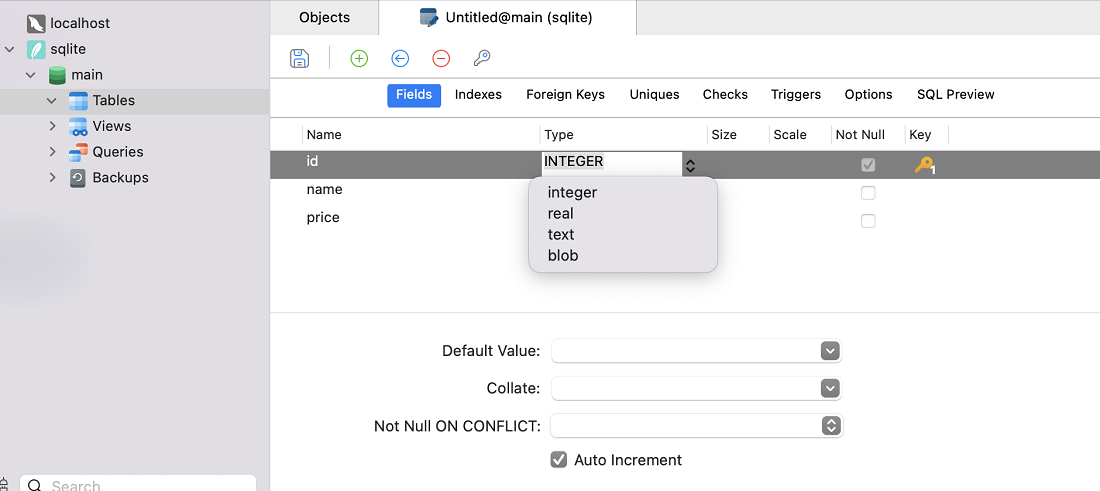 localhost
sqlite
main
Tables
Views
Queries
Backups
Search
Objects
Untitled@main (sqlite)
Fields Indexes Foreign Keys Uniques Checks Triggers Options SQL Preview
Name Type Size Scale Not Null Key
id INTEGER 1
name
price
integer
real
text
blob
Default Value:
Collate:
Not Null ON CONFLICT:
Auto Increment